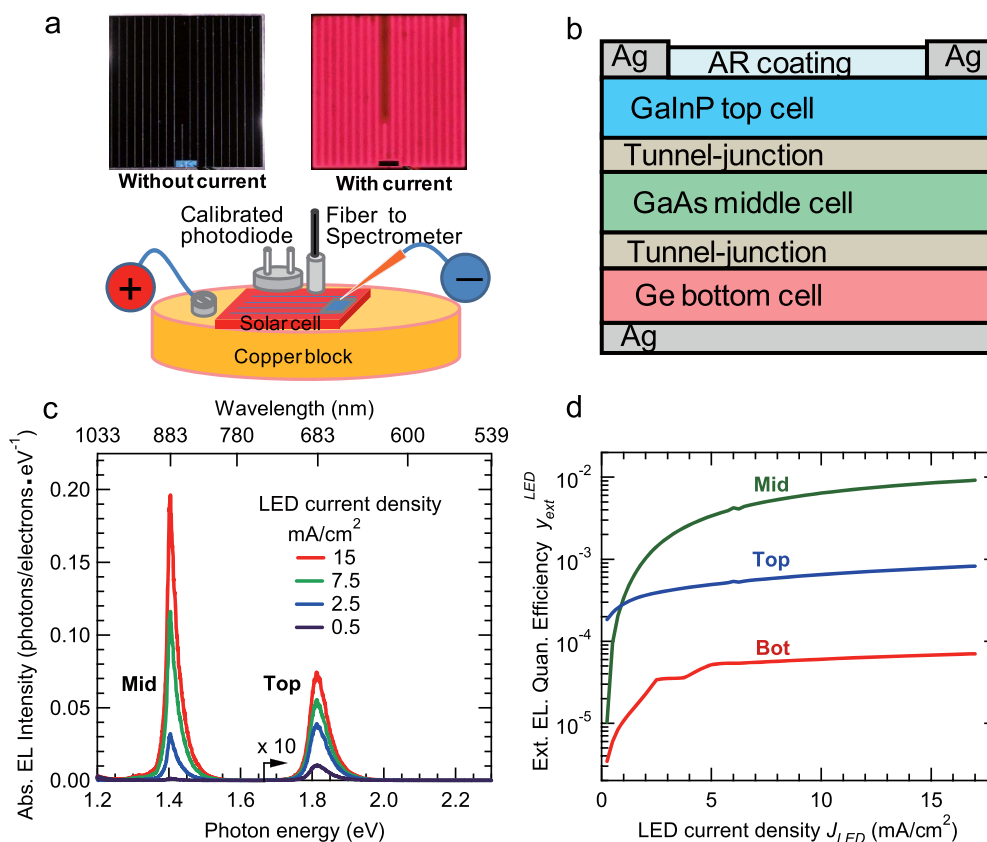 a
Without current
With current
Calibrated
photodiode
Fiber to
Spectrometer
+
−
Solar cell
Copper block
b
Ag
AR coating
Ag
GaInP top cell
Tunnel-junction
GaAs middle cell
Tunnel-junction
Ge bottom cell
Ag
c
Wavelength (nm)
1033 883 780 683 600 539
Abs. EL Intensity (photons/electrons▪eV⁻¹)
0.20
0.15
0.10
0.05
0.00
LED current density
mA/cm²
15
7.5
2.5
0.5
Mid
Top
x 10
1.2 1.4 1.6 1.8 2.0 2.2
Photon energy (eV)
d
Ext. EL. Quan. Efficiency y_ext^LED
10⁻²
10⁻³
10⁻⁴
10⁻⁵
Mid
Top
Bot
0 5 10 15
LED current density J_LED (mA/cm²)